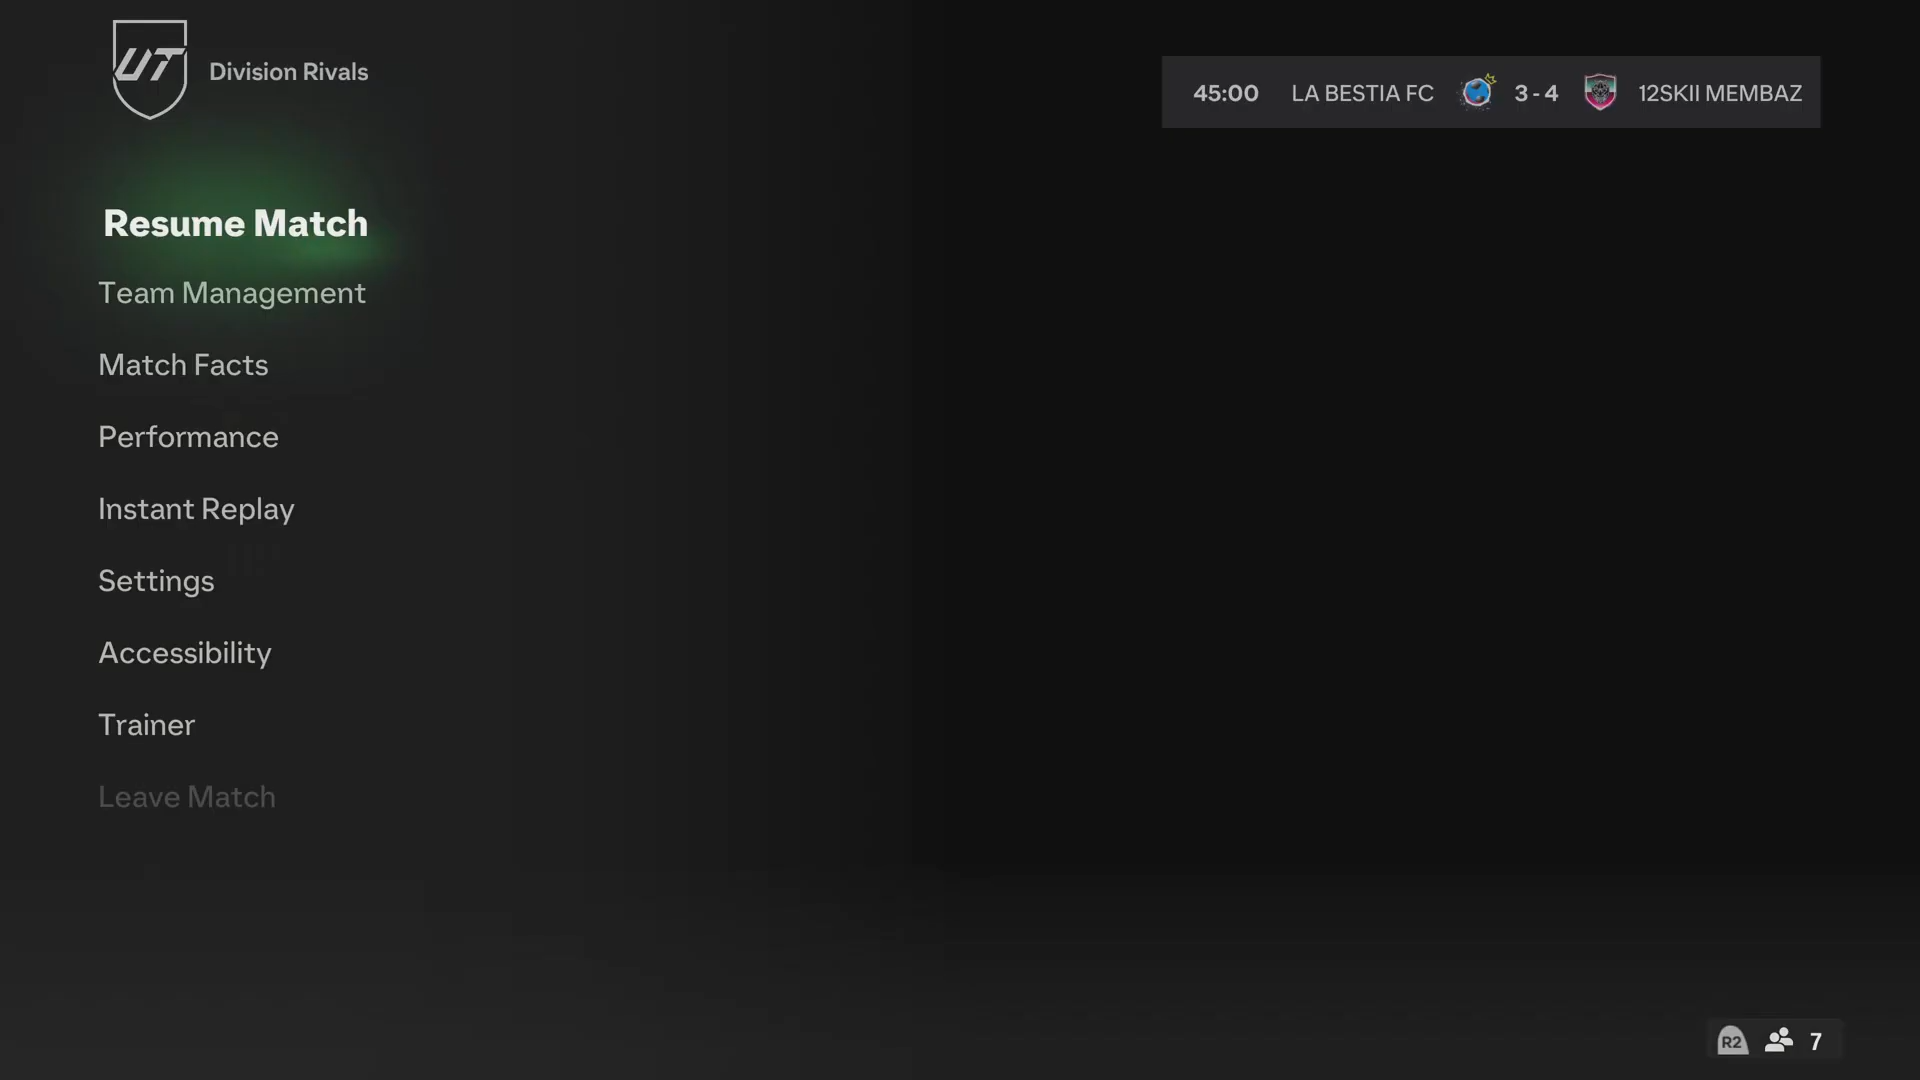 UT Division Rivals
45:00 LA BESTIA FC 3 - 4 12SKII MEMBAZ
Resume Match
Team Management
Match Facts
Performance
Instant Replay
Settings
Accessibility
Trainer
Leave Match
R2 7